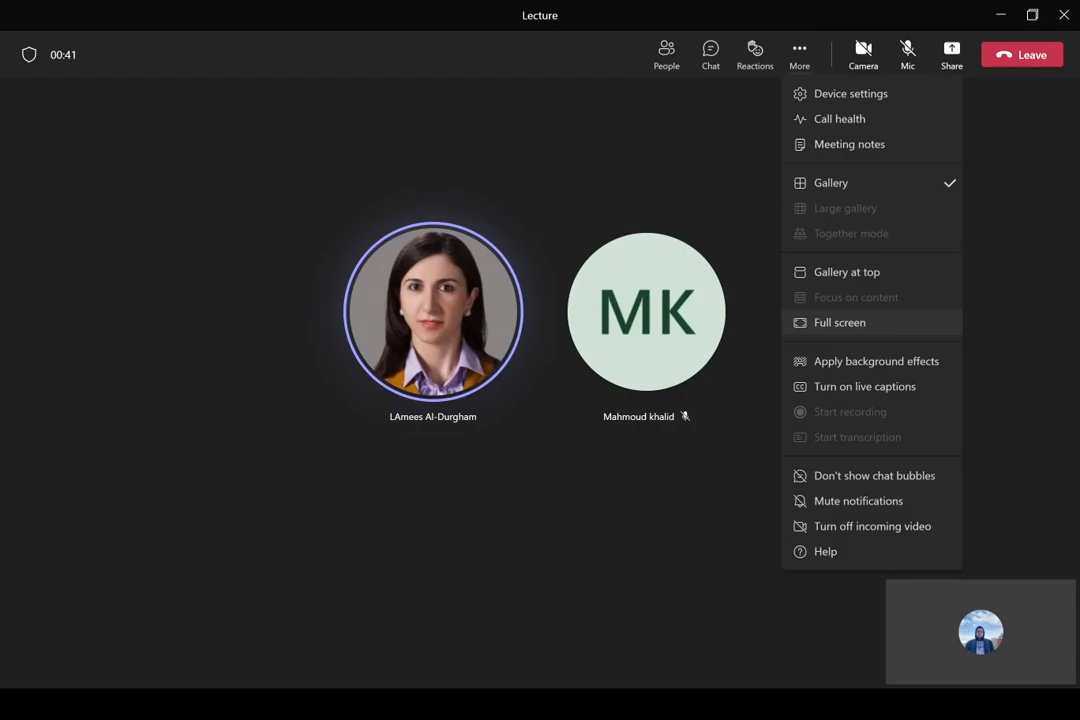 Lecture
00:41
People
Chat
Reactions
More
Camera
Mic
Share
Leave
Device settings
Call health
Meeting notes
Gallery
Large gallery
Together mode
Gallery at top
Focus on content
Full screen
Apply background effects
CC Turn on live captions
Start recording
Start transcription
Don't show chat bubbles
Mute notifications
Turn off incoming video
Help
MK
LAmees Al-Durgham
Mahmoud khalid